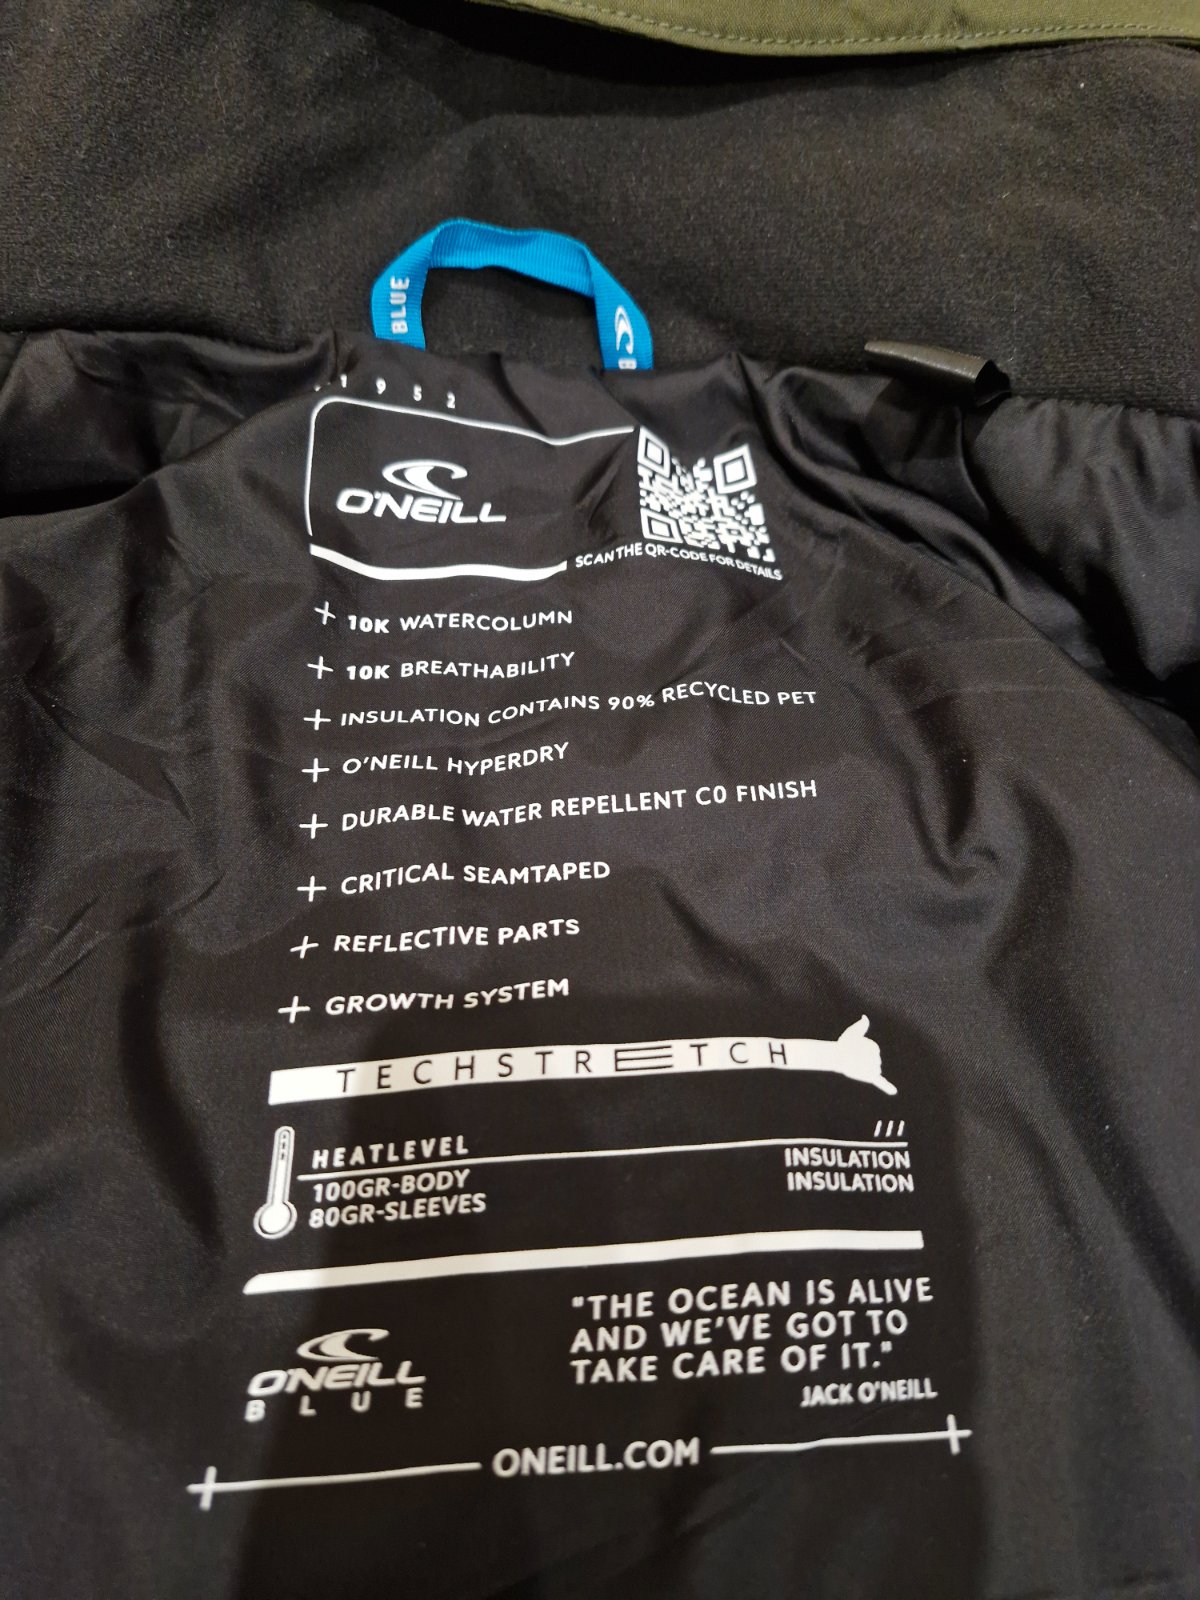 BLUE
B
1952
O'NEILL
SCAN THE QR-CODE FOR DETAILS
+ 10K WATERCOLUMN
+ 10K BREATHABILITY
+ INSULATION CONTAINS 90% RECYCLED PET
+ O'NEILL HYPERDRY
+ DURABLE WATER REPELLENT C0 FINISH
+ CRITICAL SEAMTAPED
+ REFLECTIVE PARTS
+ GROWTH SYSTEM
TECHSTRETCH
HEATLEVEL ///
100GR-BODY INSULATION
80GR-SLEEVES INSULATION
"THE OCEAN IS ALIVE
AND WE'VE GOT TO
TAKE CARE OF IT."
JACK O'NEILL
O'NEILL
BLUE
ONEILL.COM